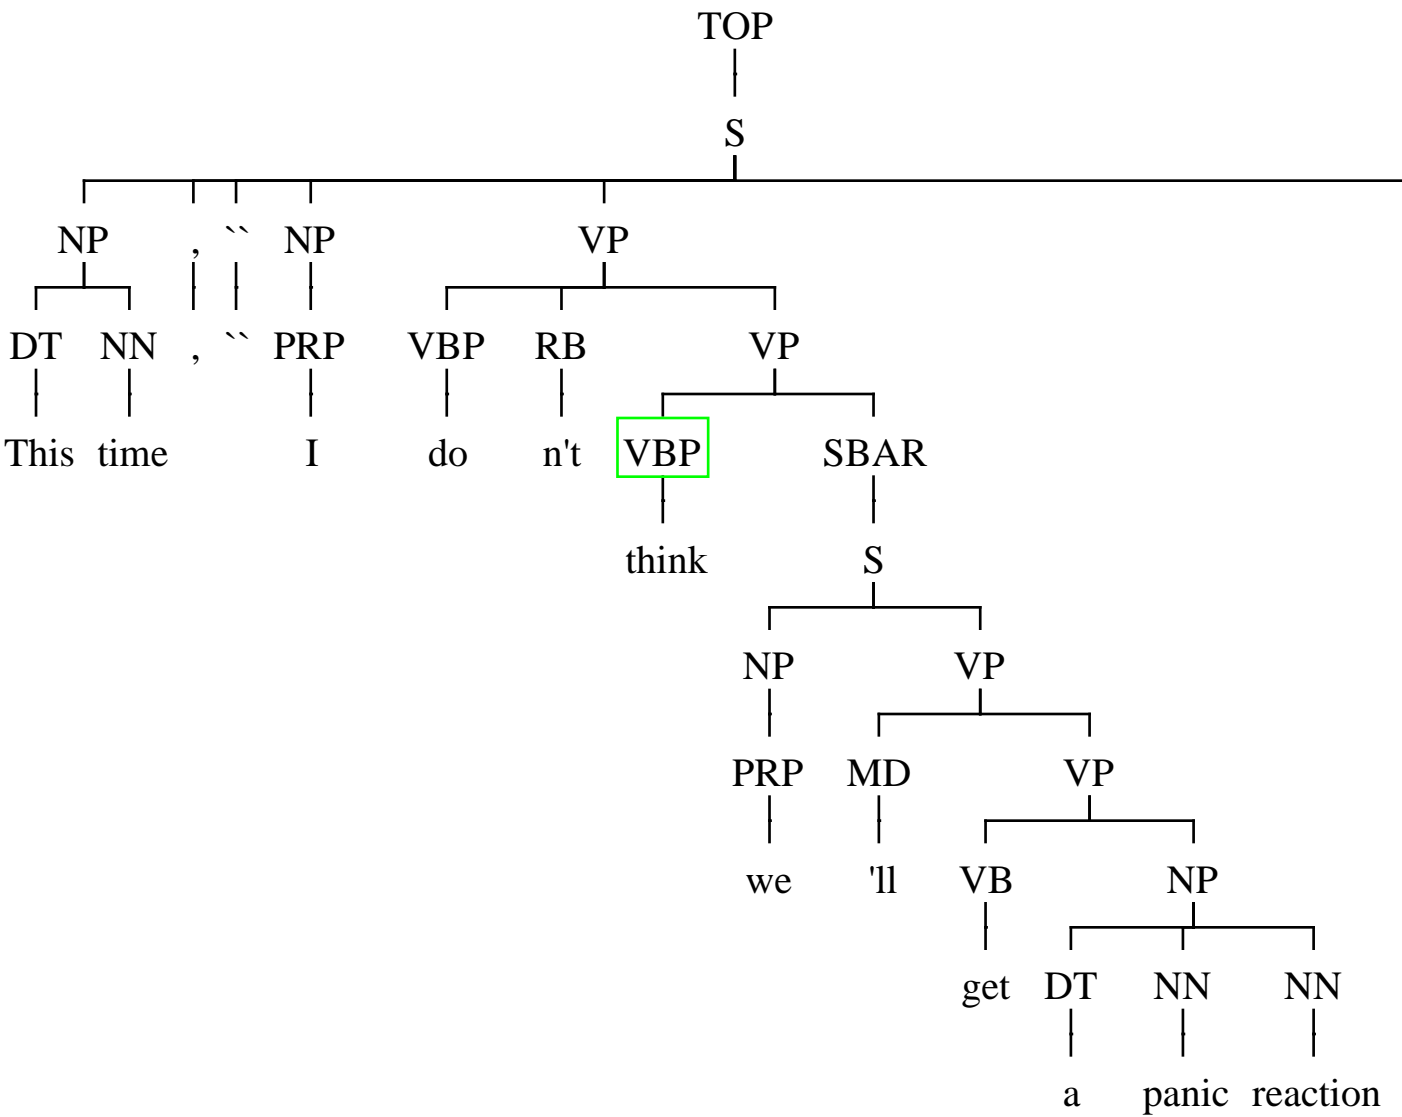 TOP
S
NP , `` NP VP
DT NN , `` PRP VBP RB VP
This time I do n't VBP SBAR
think S
NP VP
PRP MD VP
we 'll VB NP
get DT NN NN
a panic reaction